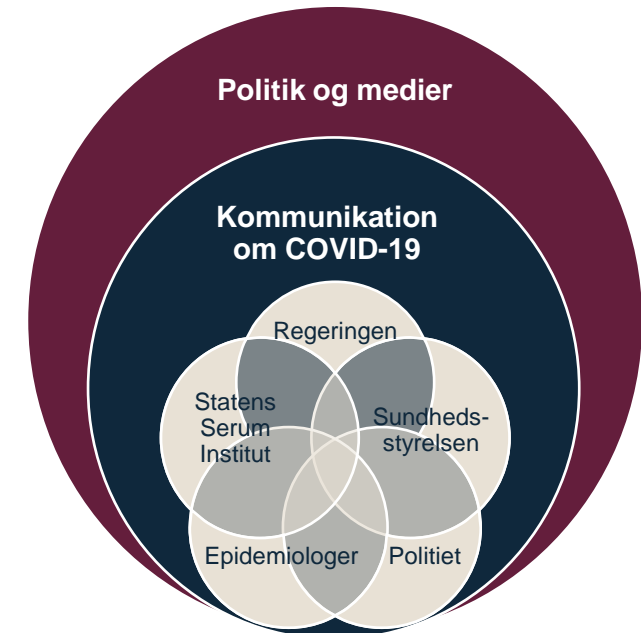 Politik og medier
Kommunikation
om COVID-19
Regeringen
Statens
Serum
Institut
Sundheds-
styrelsen
Epidemiologer
Politiet